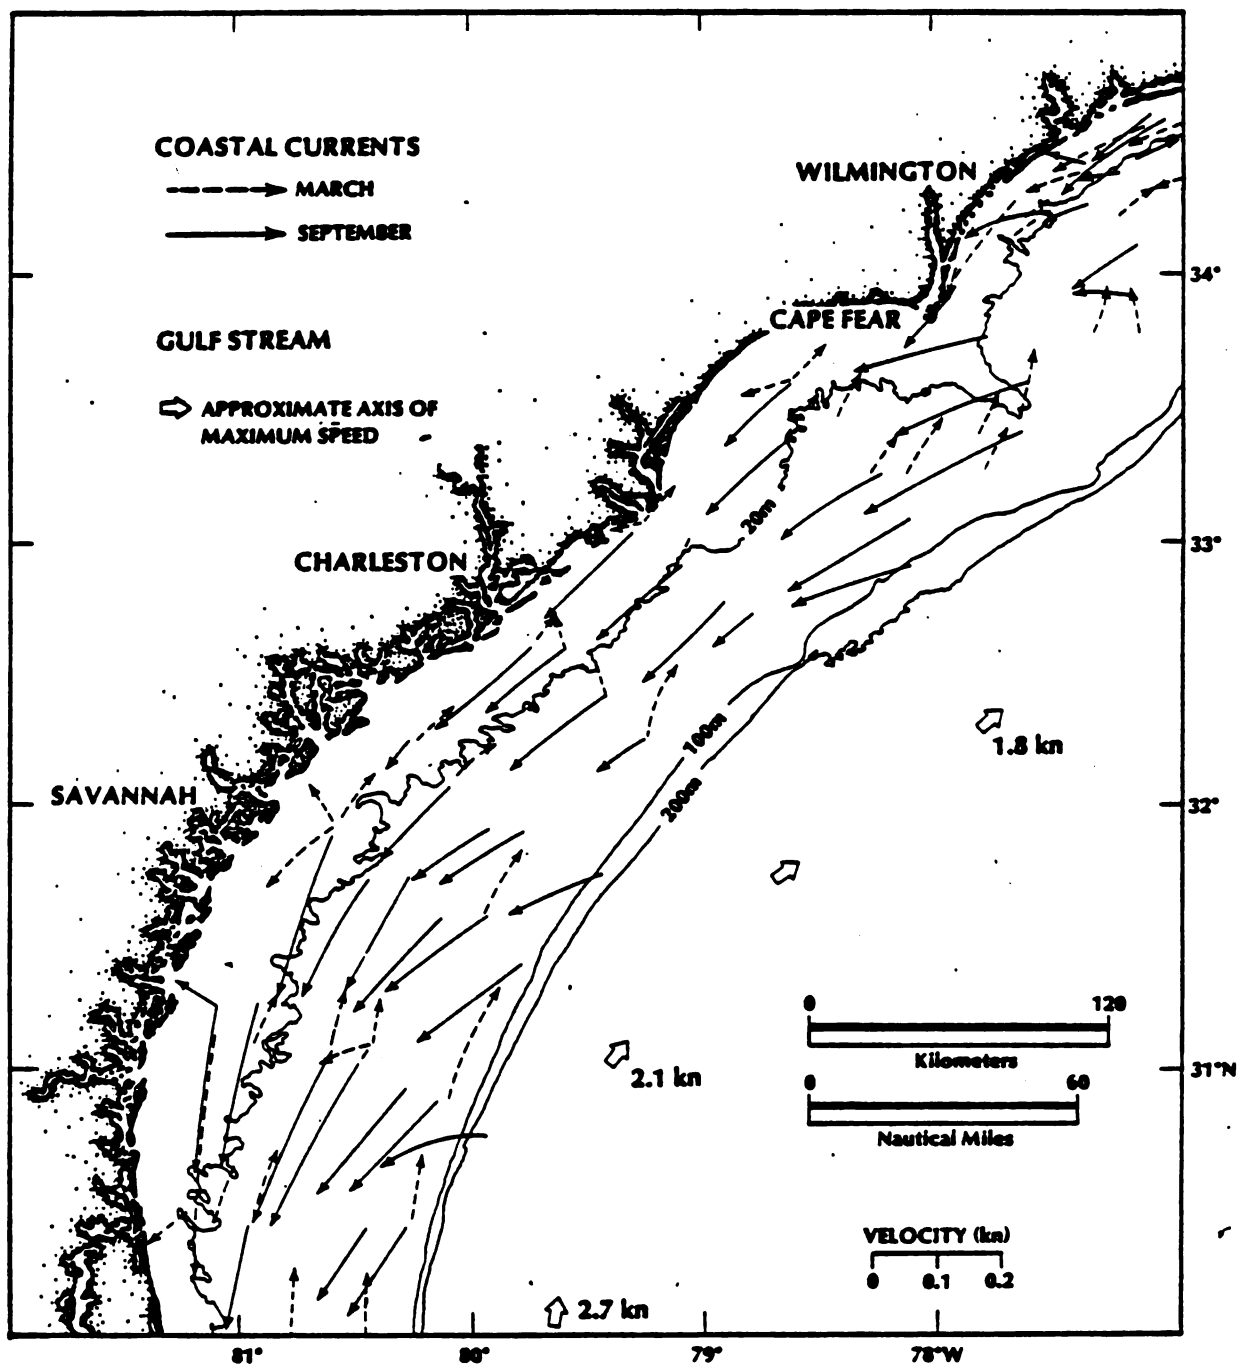 COASTAL CURRENTS
MARCH
SEPTEMBER
GULF STREAM
APPROXIMATE AXIS OF
MAXIMUM SPEED
WILMINGTON
CAPE FEAR
CHARLESTON
SAVANNAH
20m
100m
200m
1.8 kn
2.1 kn
2.7 kn
34°
33°
32°
31°N
0 120
Kilometers
0 60
Nautical Miles
VELOCITY (kn)
0 0.1 0.2
81° 80° 79° 78°W